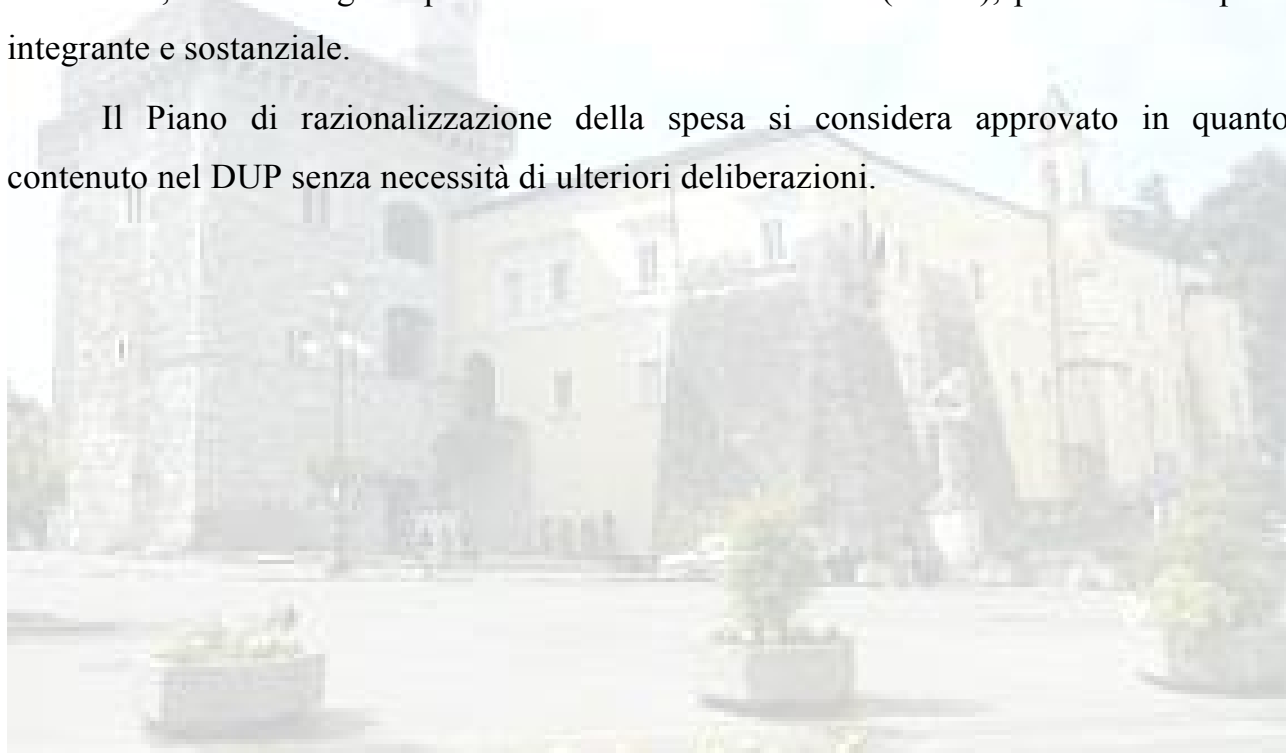 integrante e sostanziale.
Il Piano di razionalizzazione della spesa si considera approvato in quanto
contenuto nel DUP senza necessità di ulteriori deliberazioni.